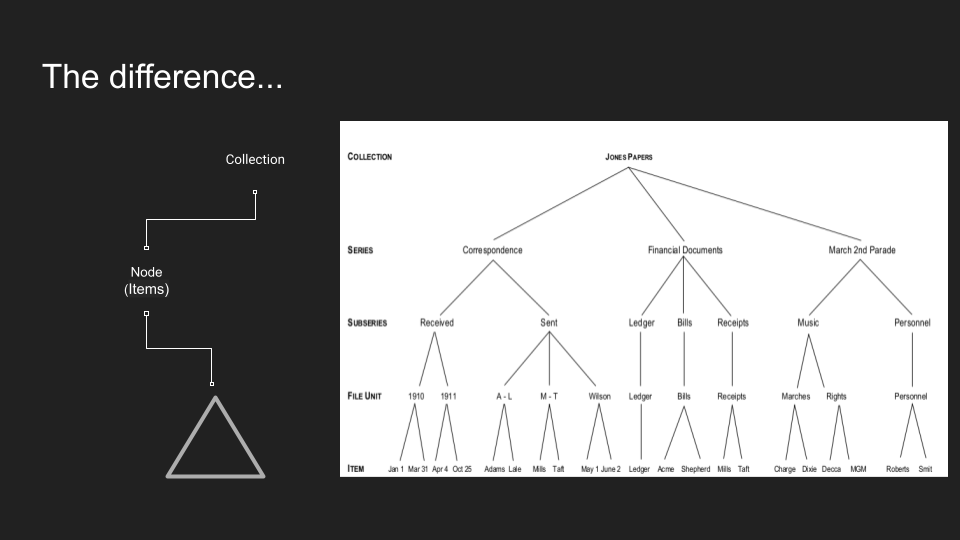 The difference...
Collection
Node
(Items)
COLLECTION JONES PAPERS
SERIES Correspondence Financial Documents March 2nd Parade
SUBSERIES Received Sent Ledger Bills Receipts Music Personnel
FILE UNIT 1910 1911 A - L M - T Wilson Ledger Bills Receipts Marches Rights Personnel
ITEM Jan 1 Mar 31 Apr 4 Oct 25 Adams Lale Mills Taft May 1 June 2 Ledger Acme Shepherd Mills Taft Charge Dixie Decca MGM Roberts Smit